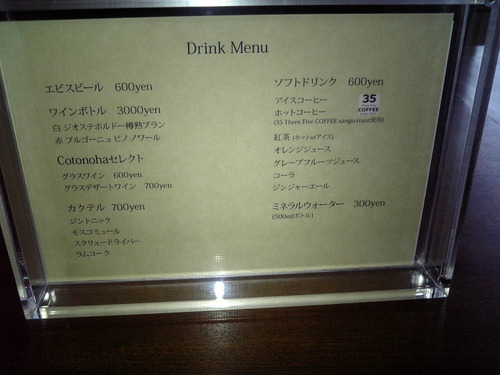 Drink Menu
エビスビール 600yen
ワインボトル 3000yen
白 ジオステボルドー樽熟ブラン
赤 ブルゴーニュ ピノ ノワール
Cotonohaセレクト
グラスワイン 600yen
グラスデザートワイン 700yen
カクテル 700yen
ジントニック
モスコミュール
スクリュードライバー
ラムコーク
ソフトドリンク 600yen
アイスコーヒー
ホットコーヒー
(35 Three Five COFFEE sango roast使用)
35
COFFEE
紅茶 (ホットorアイス)
オレンジジュース
グレープフルーツジュース
コーラ
ジンジャーエール
ミネラルウォーター 300yen
(500mlボトル)